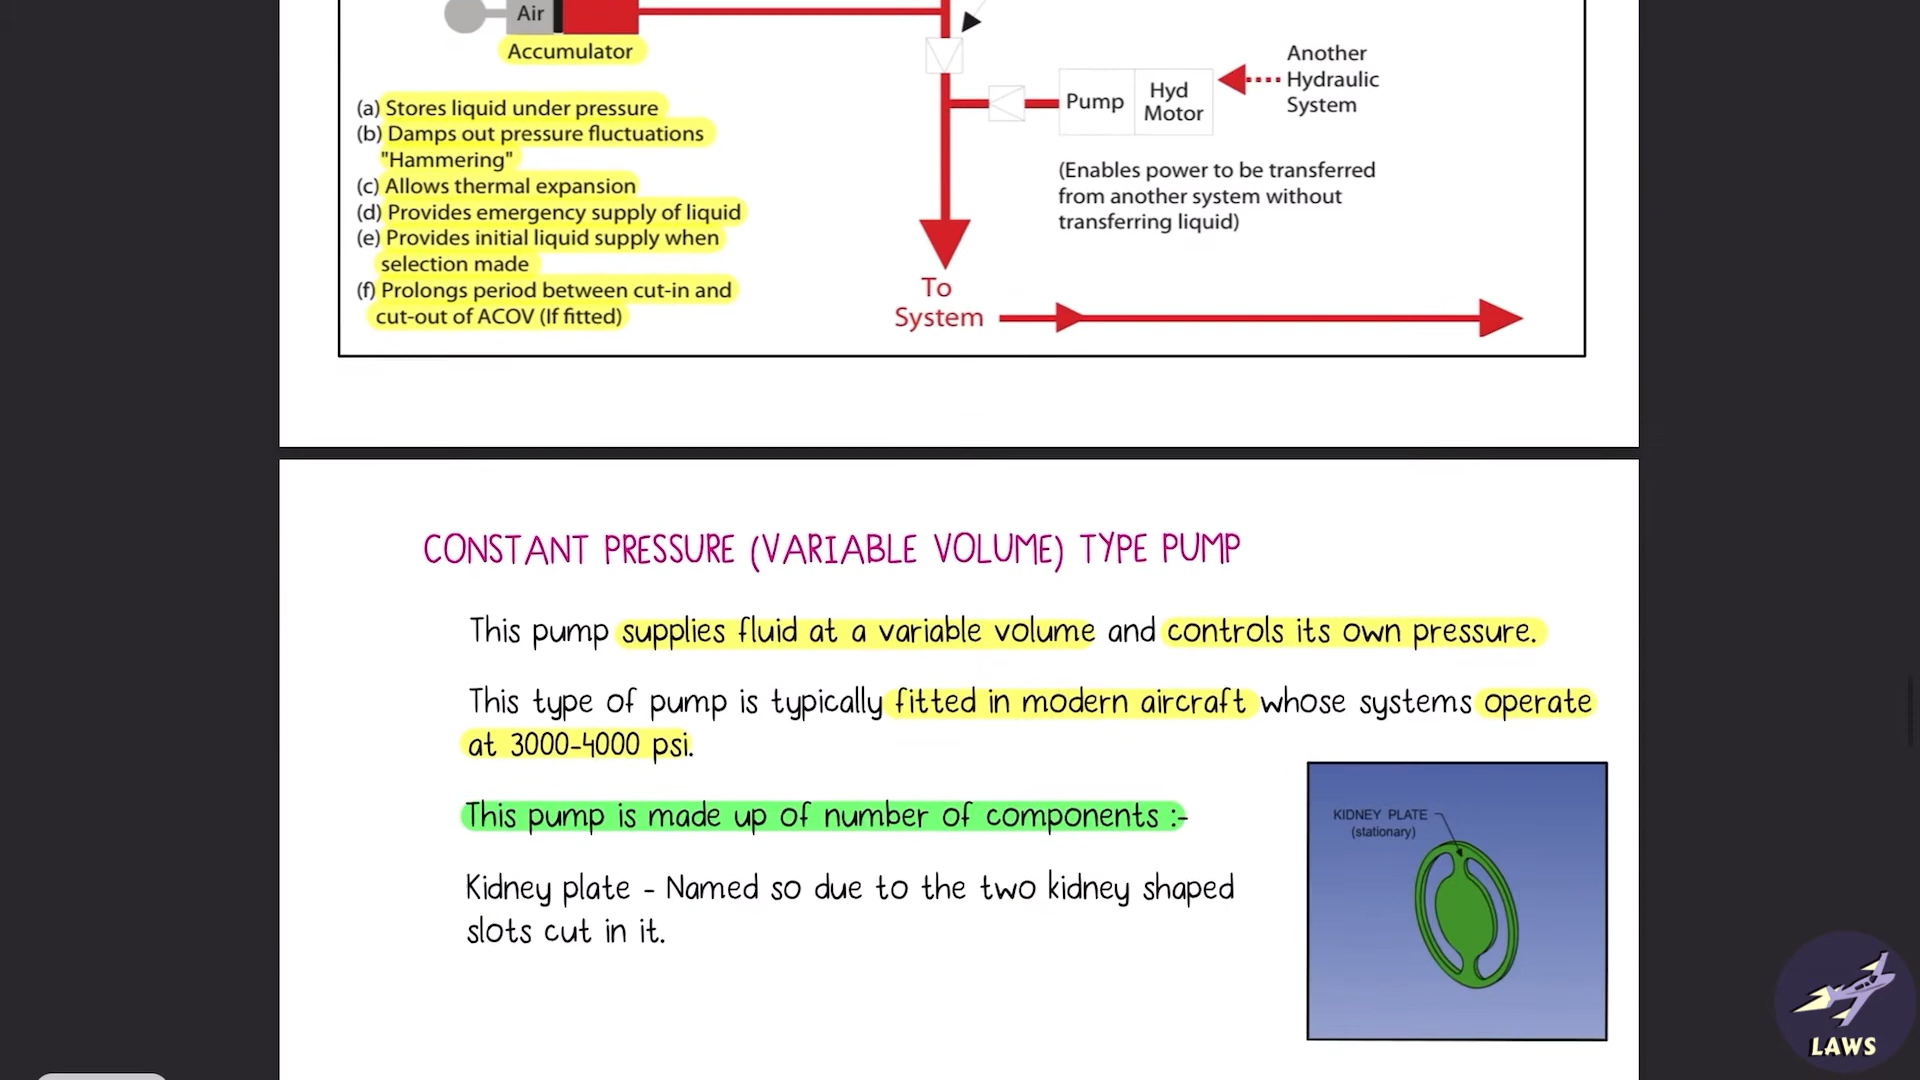 Air
Accumulator
(a) Stores liquid under pressure
(b) Damps out pressure fluctuations
"Hammering"
(c) Allows thermal expansion
(d) Provides emergency supply of liquid
(e) Provides initial liquid supply when
selection made
(f) Prolongs period between cut-in and
cut-out of ACOV (If fitted)
Pump
Hyd
Motor
Another
Hydraulic
System
(Enables power to be transferred
from another system without
transferring liquid)
To
System
CONSTANT PRESSURE (VARIABLE VOLUME) TYPE PUMP
This pump supplies fluid at a variable volume and controls its own pressure.
This type of pump is typically fitted in modern aircraft whose systems operate
at 3000-4000 psi.
This pump is made up of number of components :-
Kidney plate - Named so due to the two kidney shaped
slots cut in it.
KIDNEY PLATE
(stationary)
LAWS